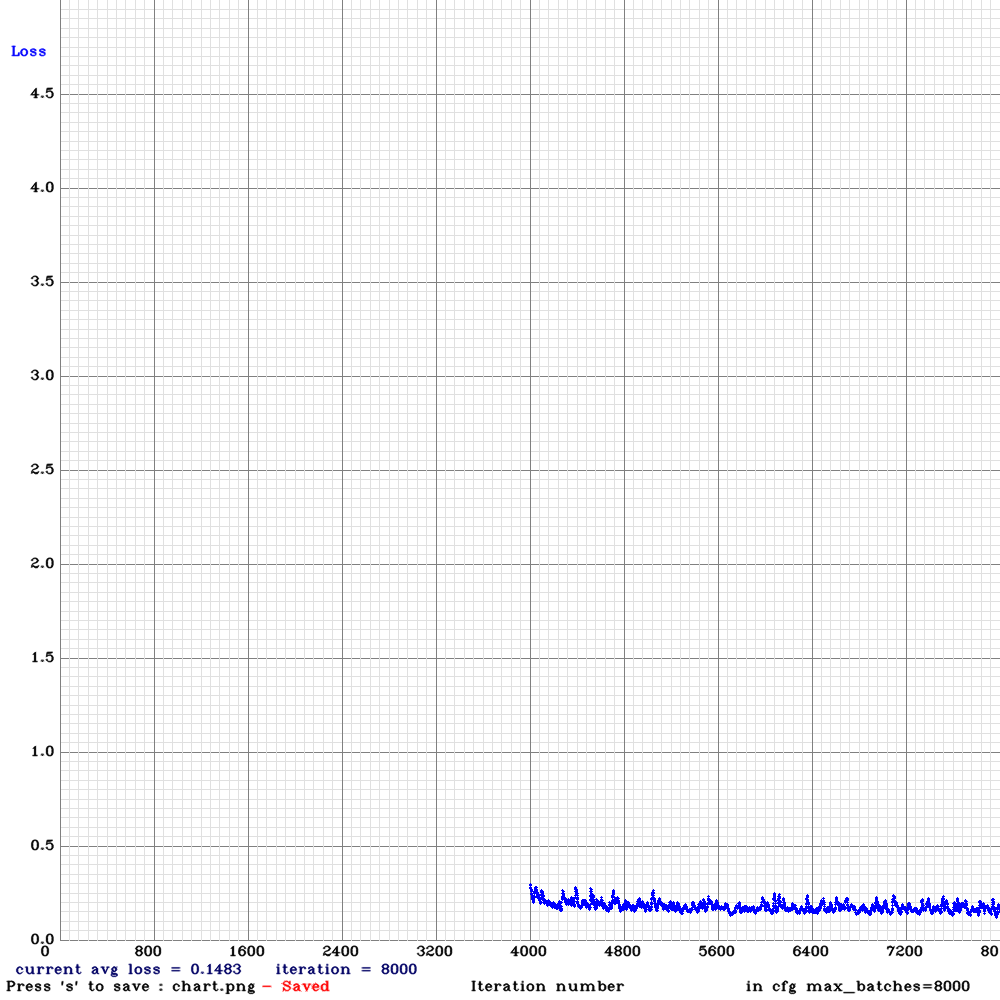 Loss
4.5
4.0
3.5
3.0
2.5
2.0
1.5
1.0
0.5
0.0
0 800 1600 2400 3200 4000 4800 5600 6400 7200 80
current avg loss = 0.1483 iteration = 8000
Press 's' to save : chart.png - Saved Iteration number in cfg max_batches=8000